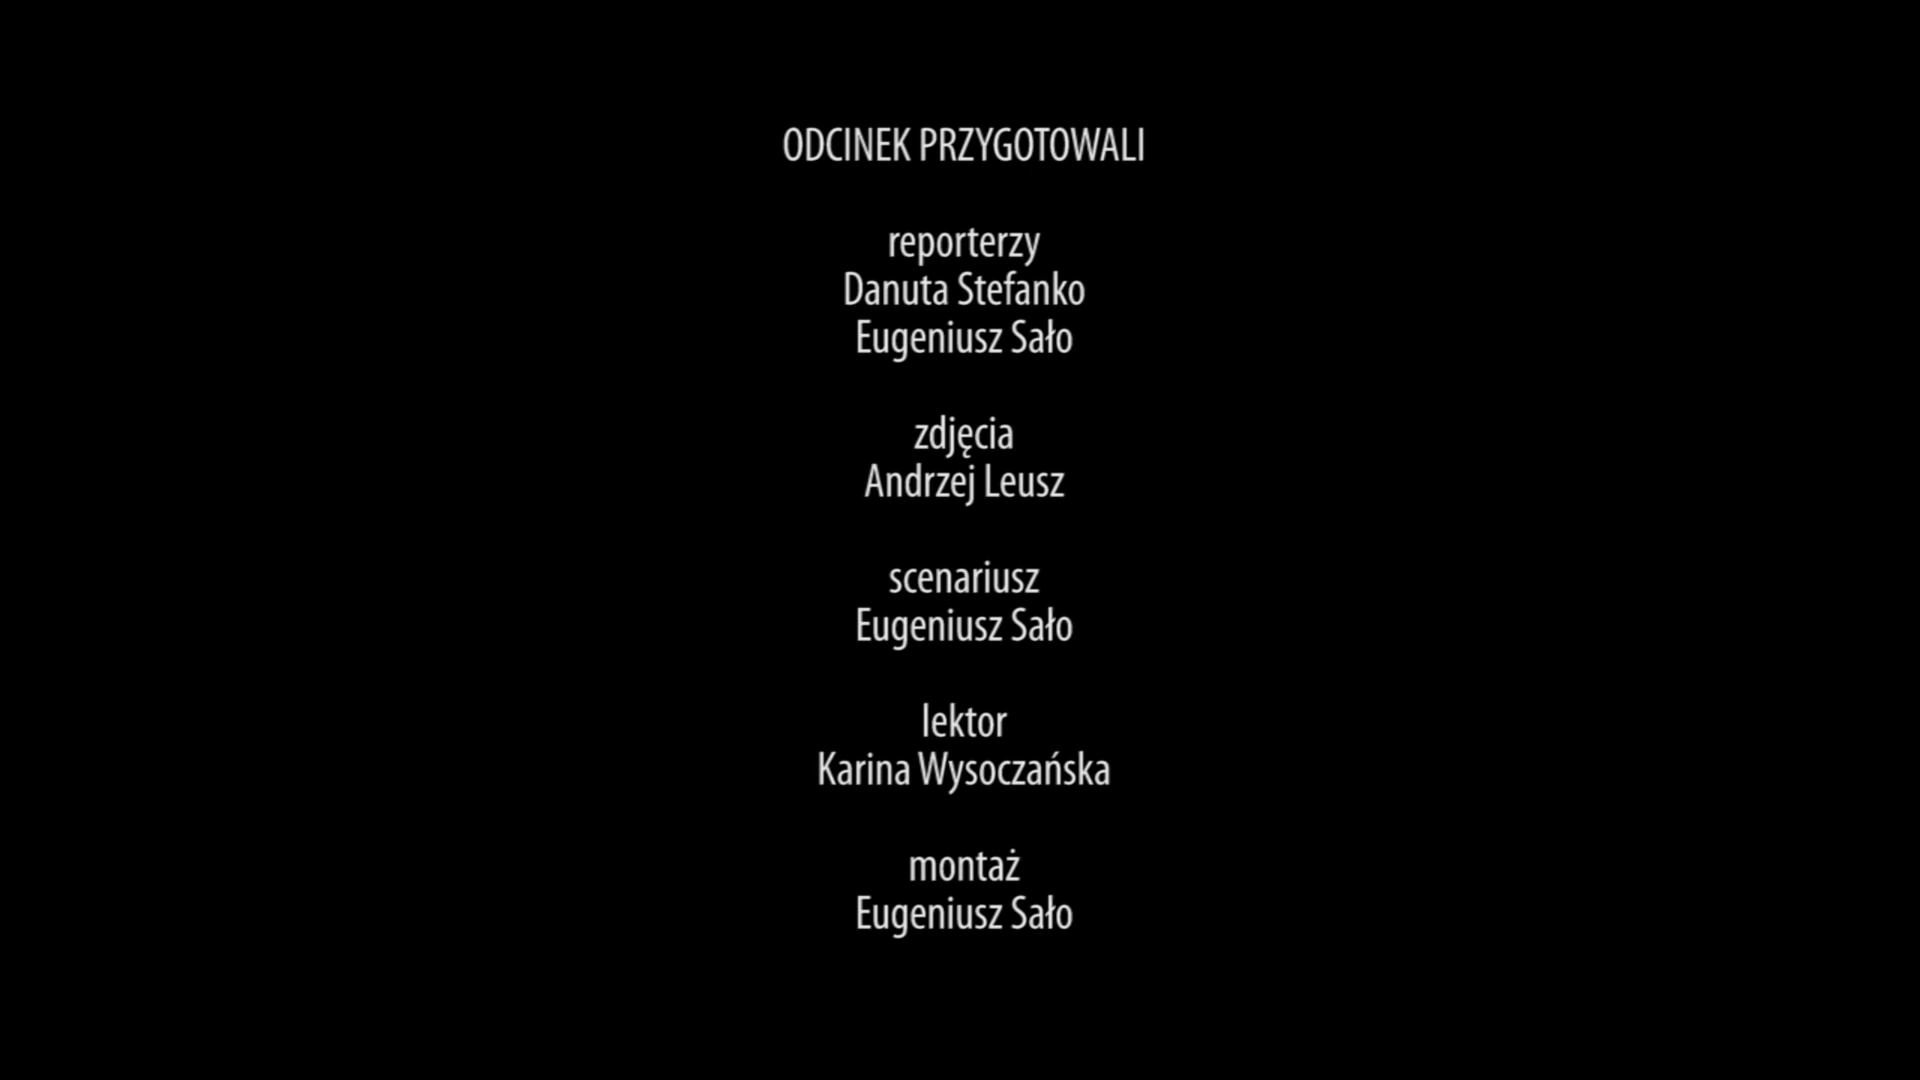 ODCINEK PRZYGOTOWALI
reporterzy
Danuta Stefanko
Eugeniusz Sało
zdjęcia
Andrzej Leusz
scenariusz
Eugeniusz Sało
lektor
Karina Wysoczańska
montaż
Eugeniusz Sało